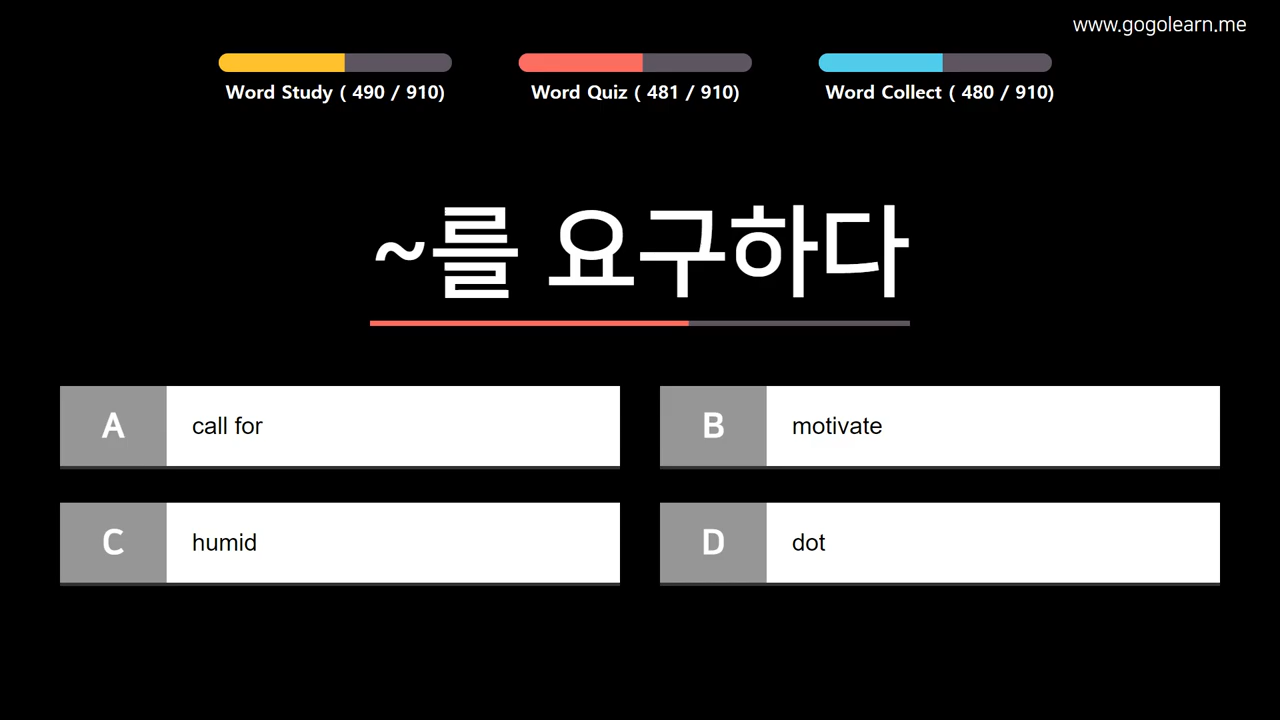 www.gogolearn.me
Word Study ( 490 / 910)
Word Quiz ( 481 / 910)
Word Collect ( 480 / 910)
~를 요구하다
A call for
B motivate
C humid
D dot